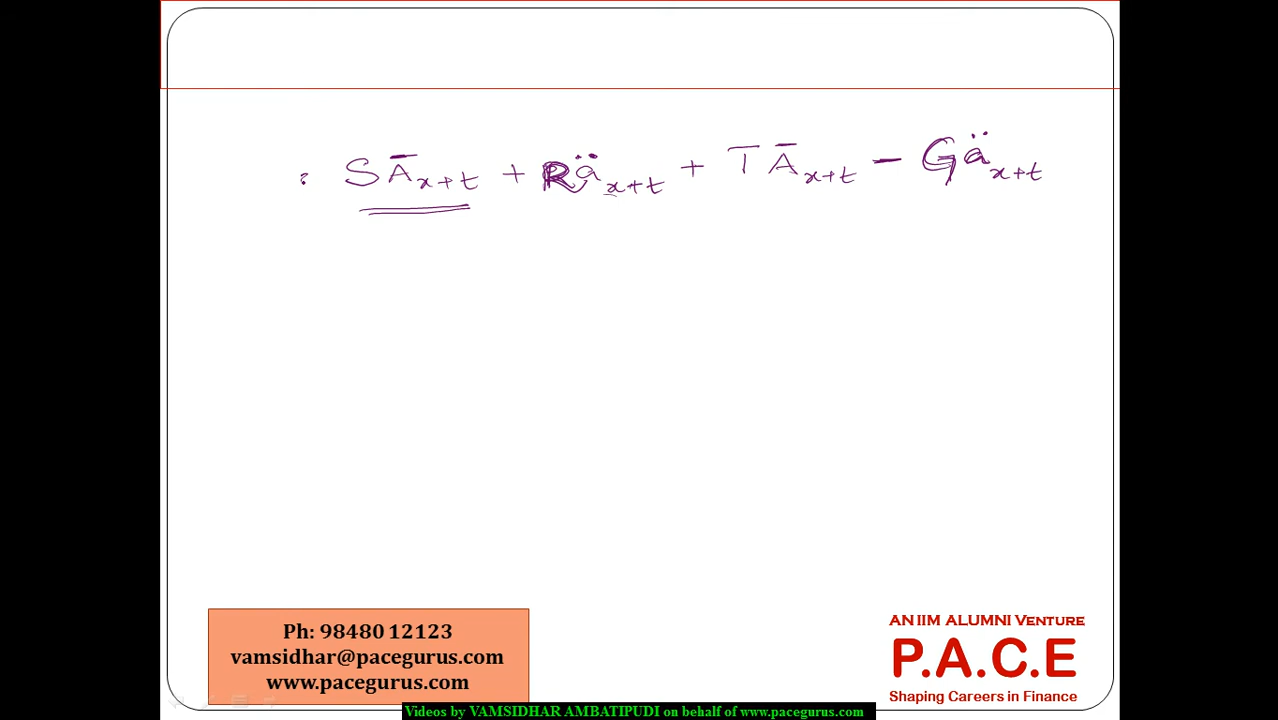 : SĀx+t + Räx+t + TĀx+t − Gäx+t
Ph: 98480 12123
vamsidhar@pacegurus.com
www.pacegurus.com
AN IIM ALUMNI VENTURE
P.A.C.E
Shaping Careers in Finance
Videos by VAMSIDHAR AMBATIPUDI on behalf of www.pacegurus.com